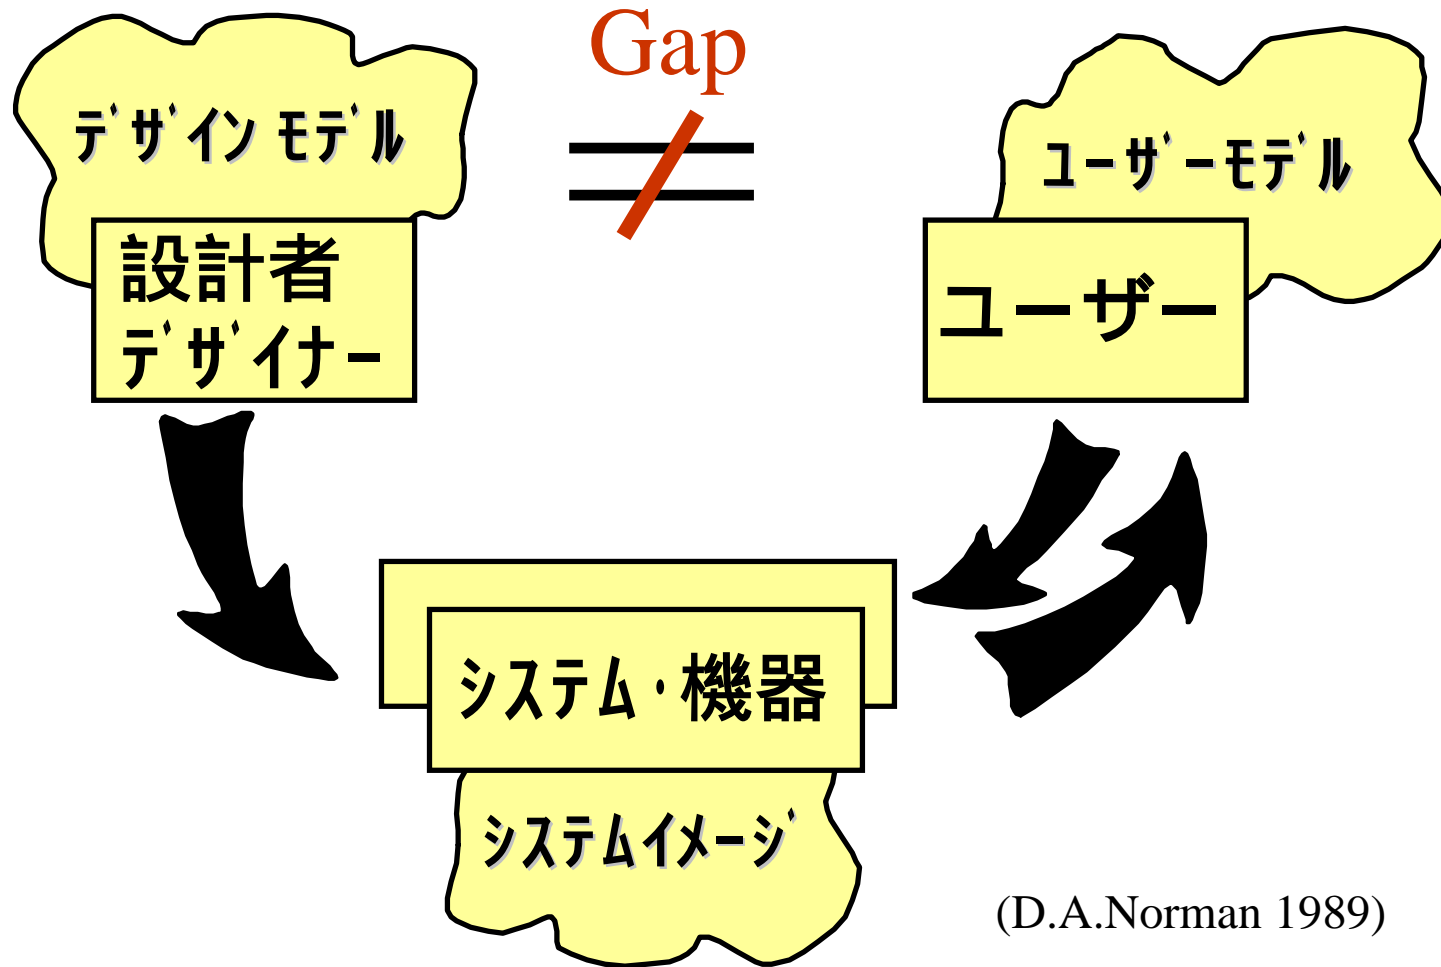 Gap
ﾃﾞｻﾞｲﾝ ﾓﾃﾞﾙ
ﾕｰｻﾞｰﾓﾃﾞﾙ
設計者
ﾃﾞｻﾞｲﾅｰ
ユーザー
ｼｽﾃﾑ･機器
ｼｽﾃﾑｲﾒｰｼﾞ
(D.A.Norman 1989)